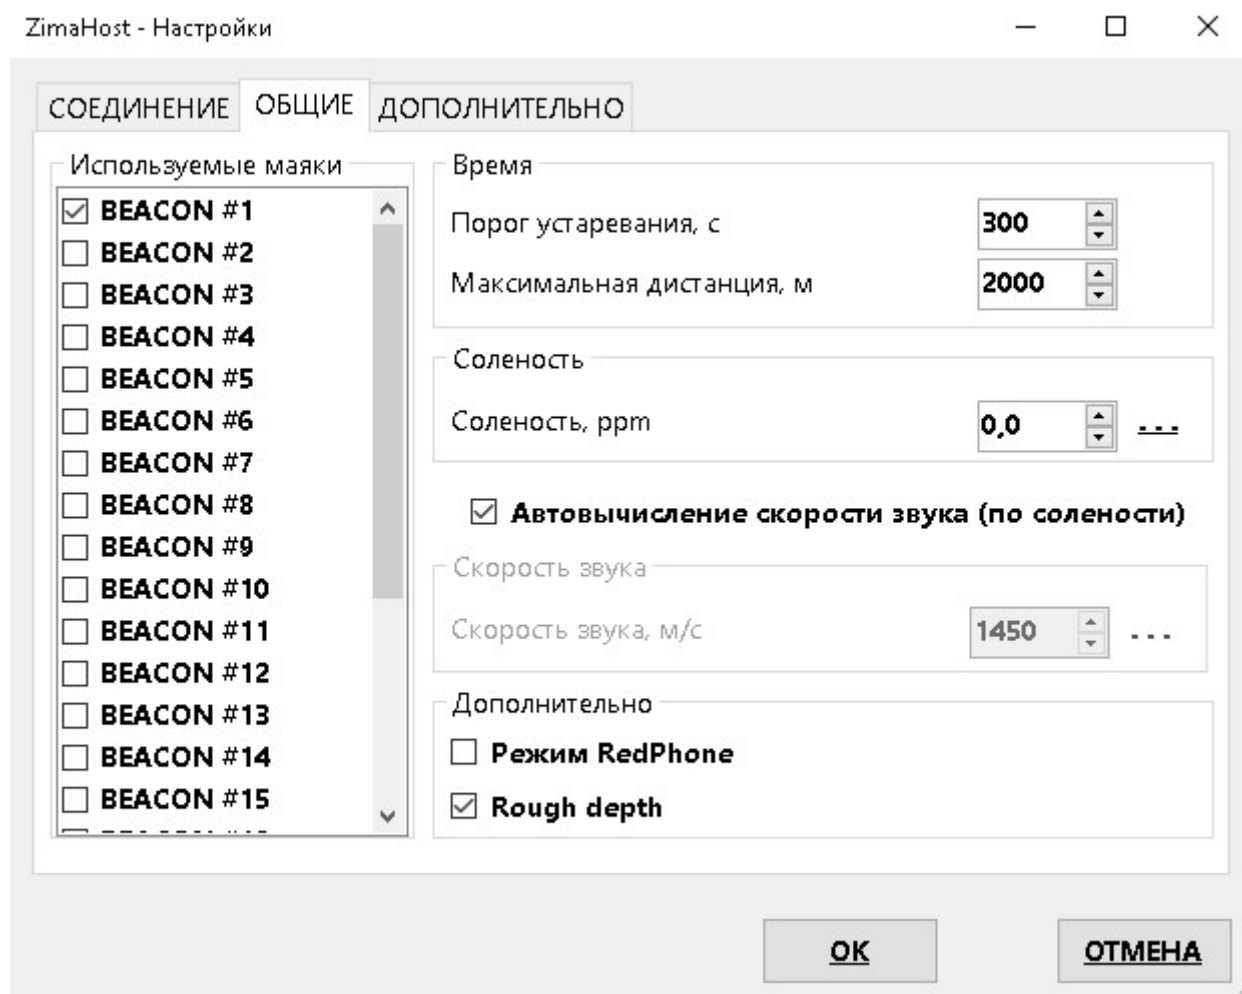 ZimaHost - Настройки
СОЕДИНЕНИЕ ОБЩИЕ ДОПОЛНИТЕЛЬНО
Используемые маяки
BEACON #1
BEACON #2
BEACON #3
BEACON #4
BEACON #5
BEACON #6
BEACON #7
BEACON #8
BEACON #9
BEACON #10
BEACON #11
BEACON #12
BEACON #13
BEACON #14
BEACON #15
Время
Порог устаревания, с 300
Максимальная дистанция, м 2000
Соленость
Соленость, ppm 0,0 ...
Автовычисление скорости звука (по солености)
Скорость звука
Скорость звука, м/с 1450 ...
Дополнительно
Режим RedPhone
Rough depth
OK ОТМЕНА